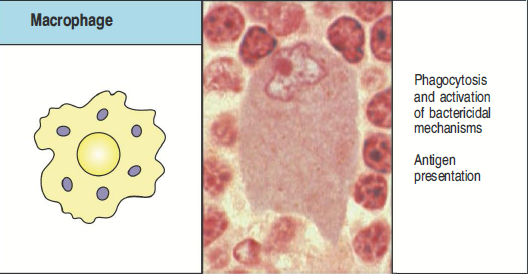 Macrophage
Phagocytosis
and activation
of bactericidal
mechanisms
Antigen
presentation